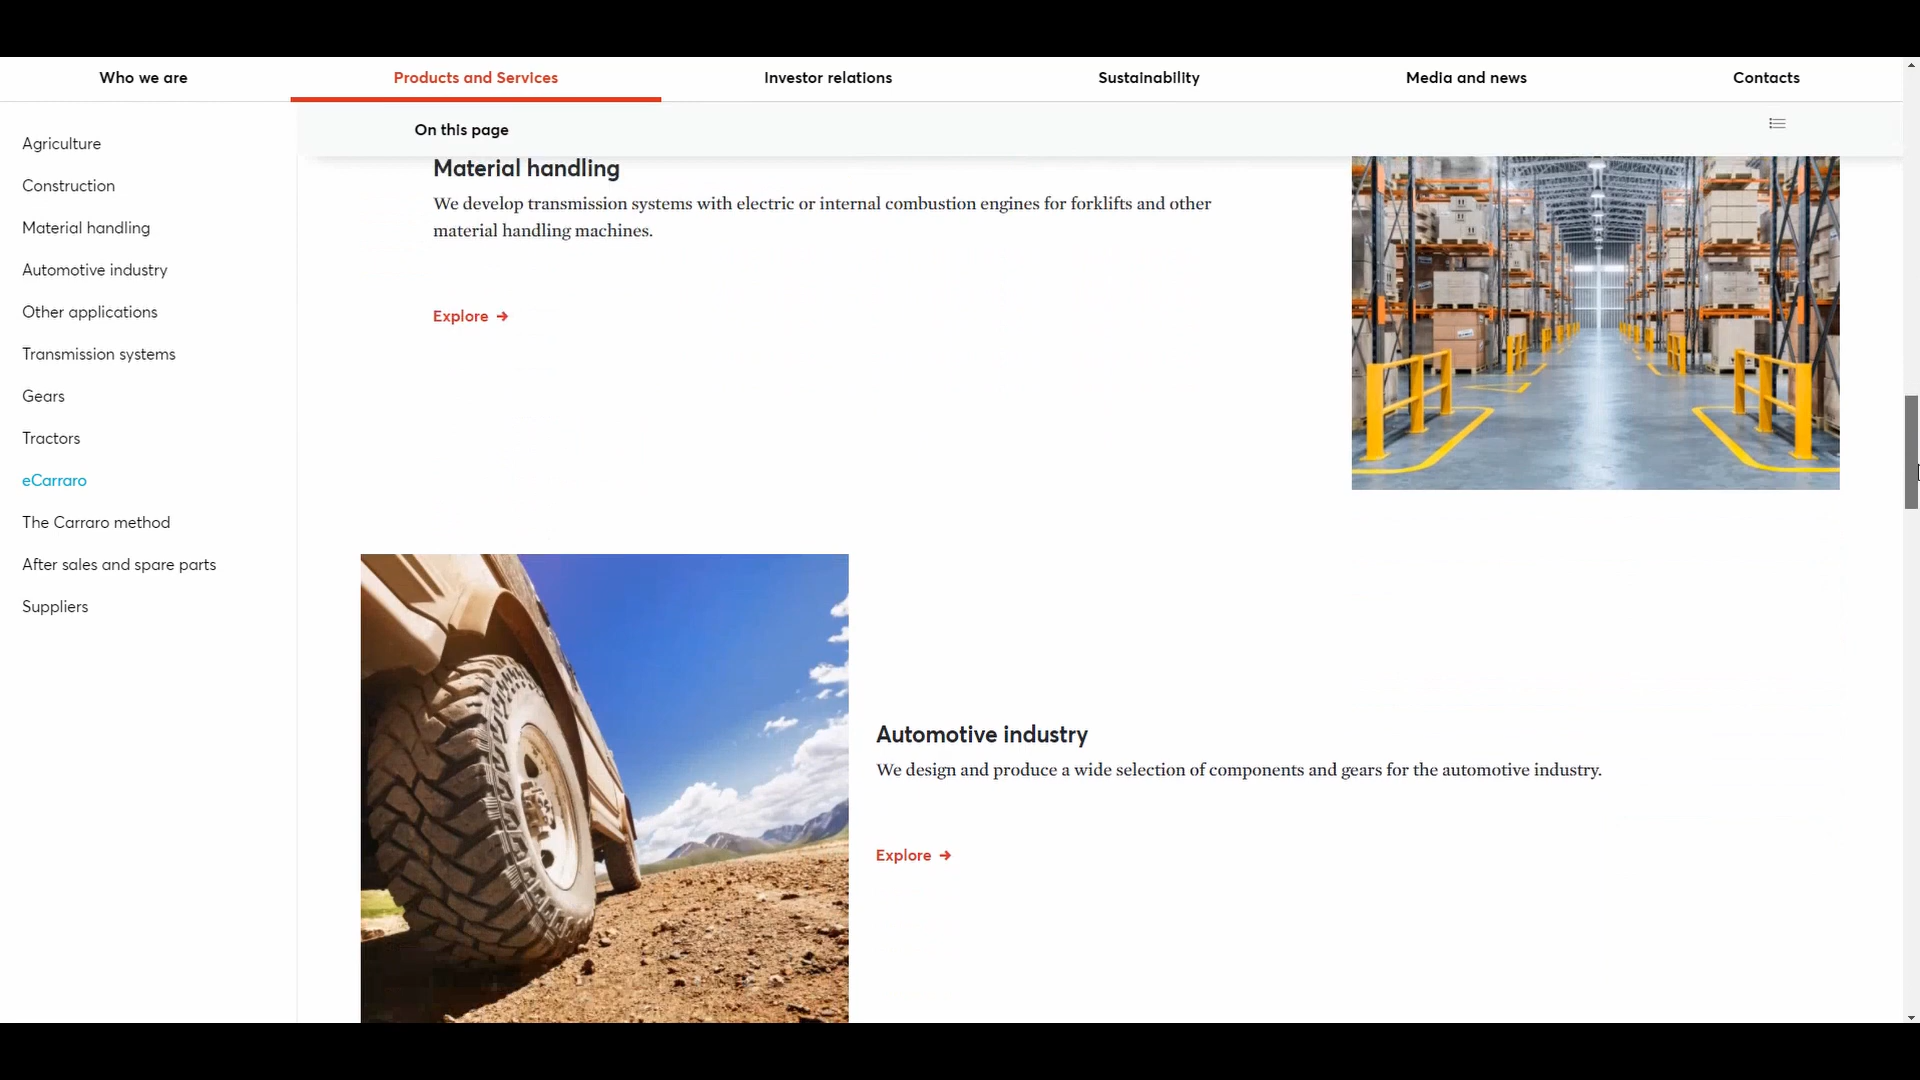 Who we are
Products and Services
Investor relations
Sustainability
Media and news
Contacts
On this page
Agriculture
Construction
Material handling
Automotive industry
Other applications
Transmission systems
Gears
Tractors
eCarraro
The Carraro method
After sales and spare parts
Suppliers
Material handling
We develop transmission systems with electric or internal combustion engines for forklifts and other
material handling machines.
Explore →
Automotive industry
We design and produce a wide selection of components and gears for the automotive industry.
Explore →